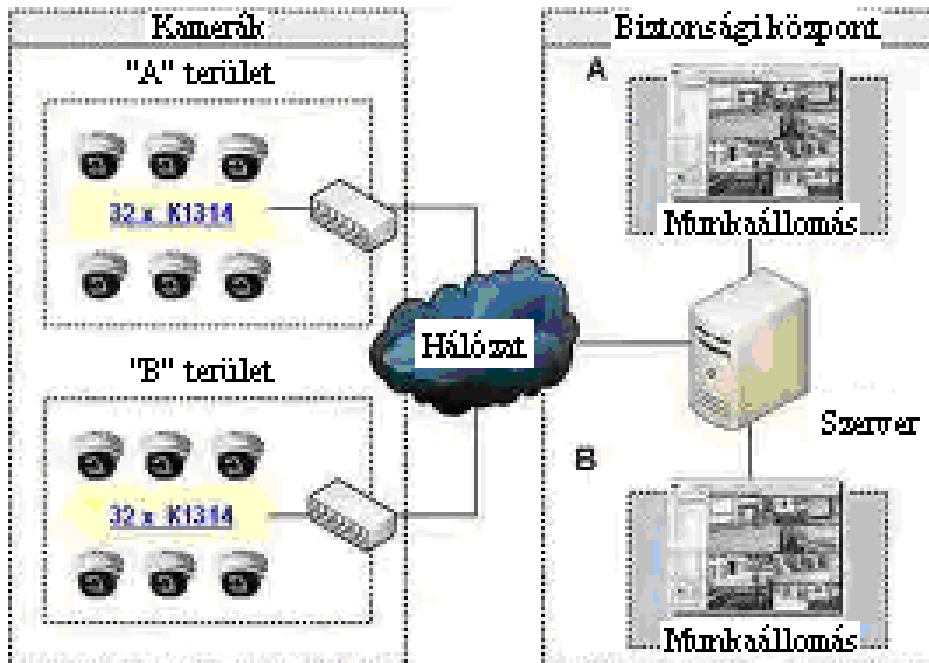 Kamerák
"A" terület
32 x K1314
"B" terület
32 x K1314
Hálózat
Biztonsági központ
A
Munkaállomás
Szerver
B
Munkaállomás